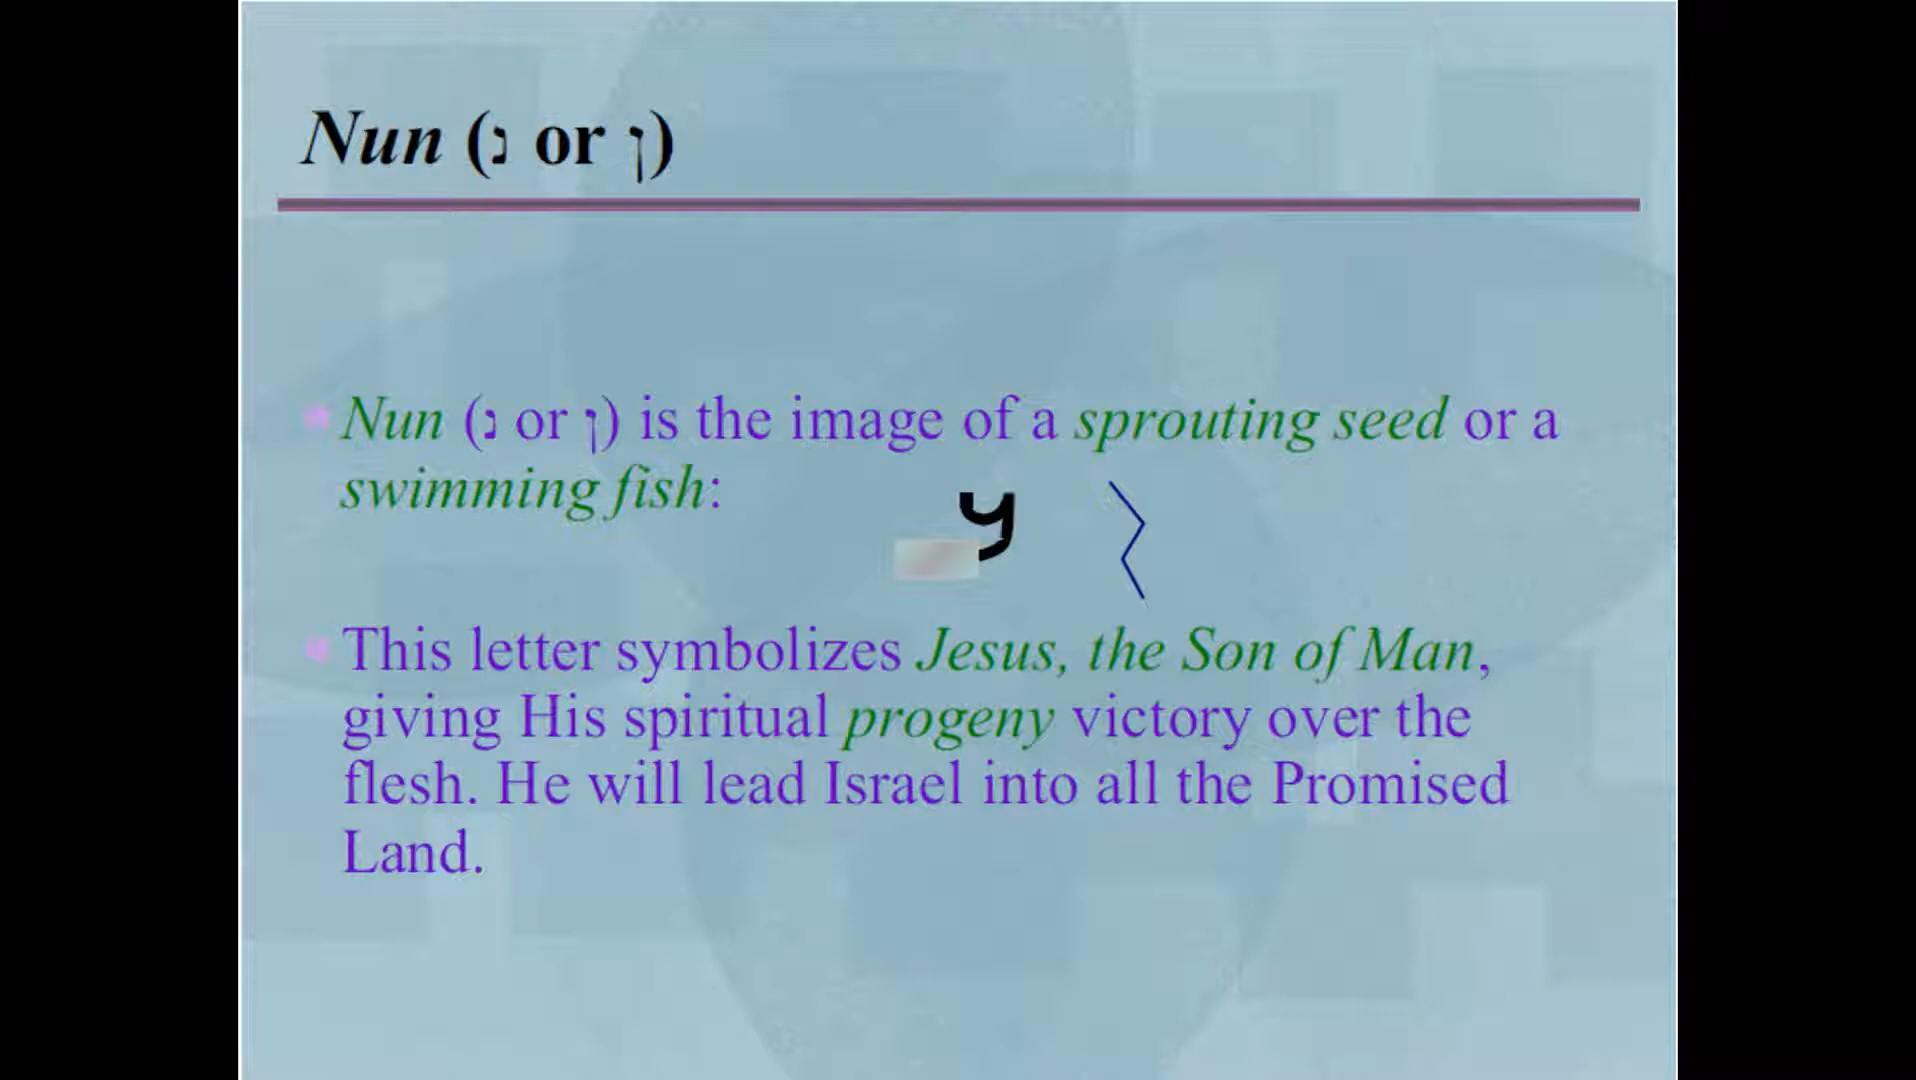 Nun (נ or ן)
Nun (נ or ן) is the image of a sprouting seed or a
swimming fish:
This letter symbolizes Jesus, the Son of Man,
giving His spiritual progeny victory over the
flesh. He will lead Israel into all the Promised
Land.